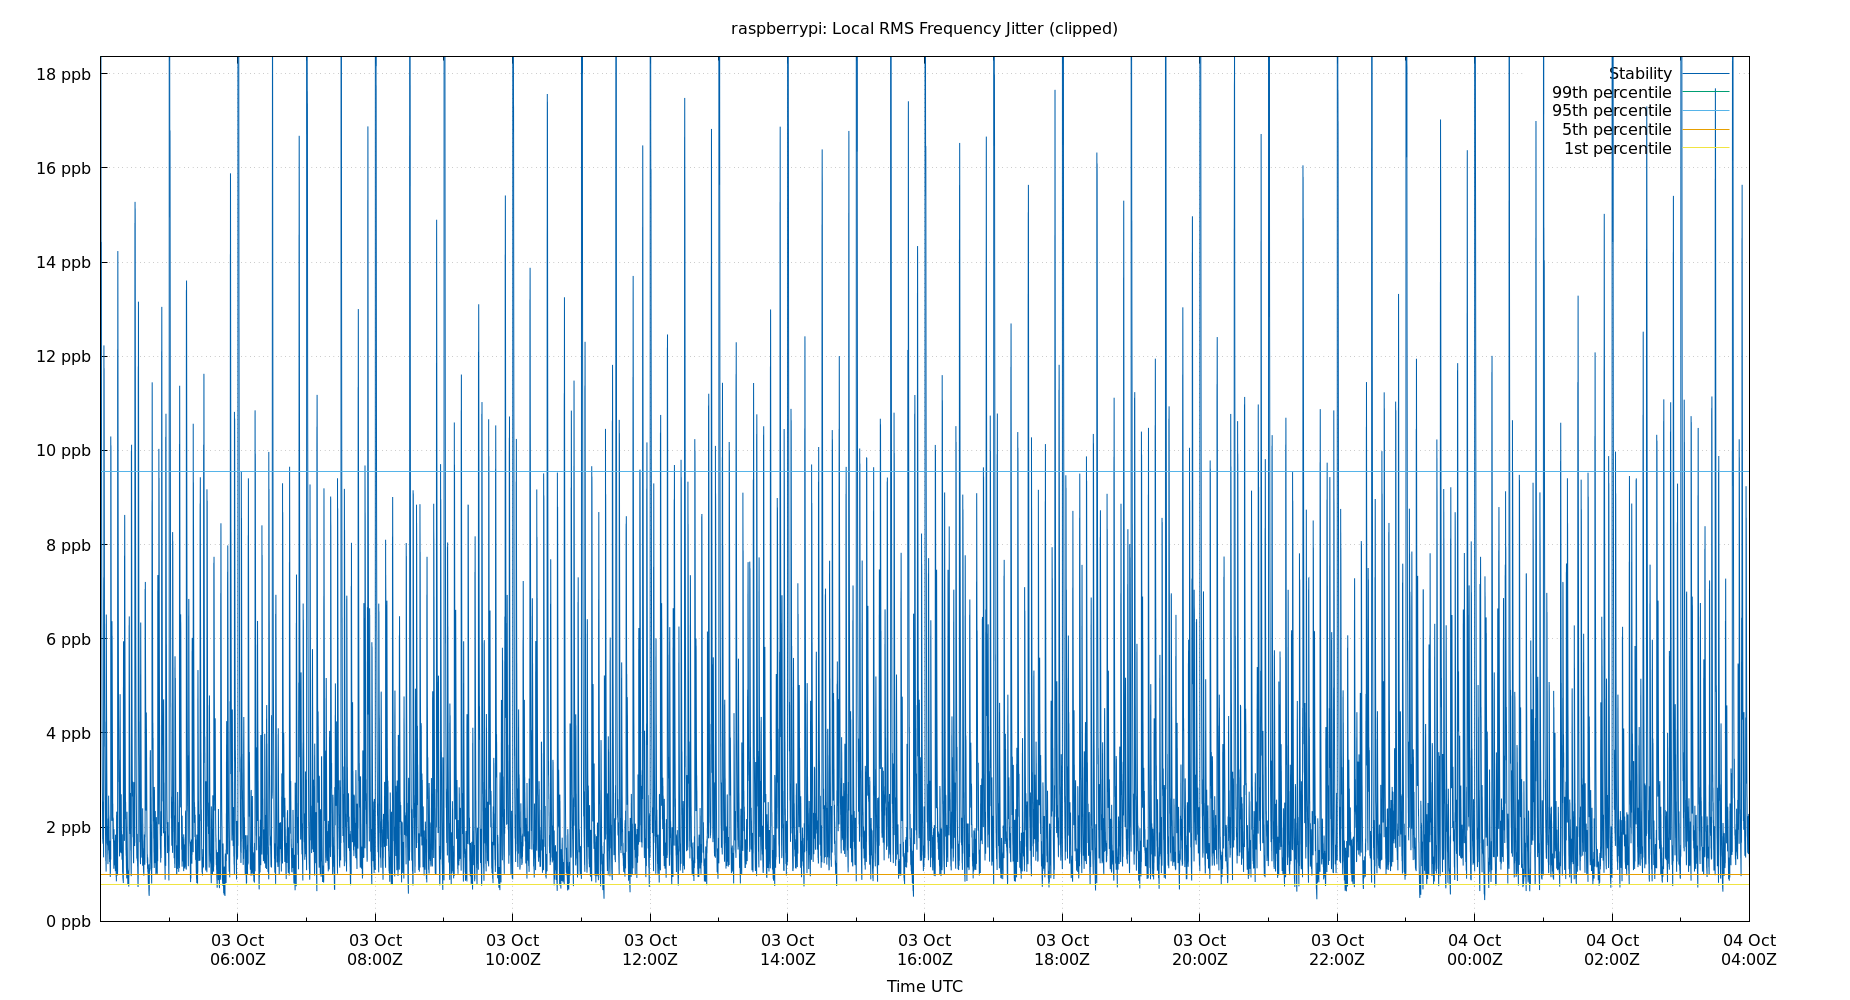 raspberrypi: Local RMS Frequency Jitter (clipped)
18 ppb
16 ppb
14 ppb
12 ppb
10 ppb
8 ppb
6 ppb
4 ppb
2 ppb
0 ppb
Stability
99th percentile
95th percentile
5th percentile
1st percentile
03 Oct 03 Oct 03 Oct 03 Oct 03 Oct 03 Oct 03 Oct 03 Oct 03 Oct 04 Oct 04 Oct 04 Oct
06:00Z 08:00Z 10:00Z 12:00Z 14:00Z 16:00Z 18:00Z 20:00Z 22:00Z 00:00Z 02:00Z 04:00Z
Time UTC